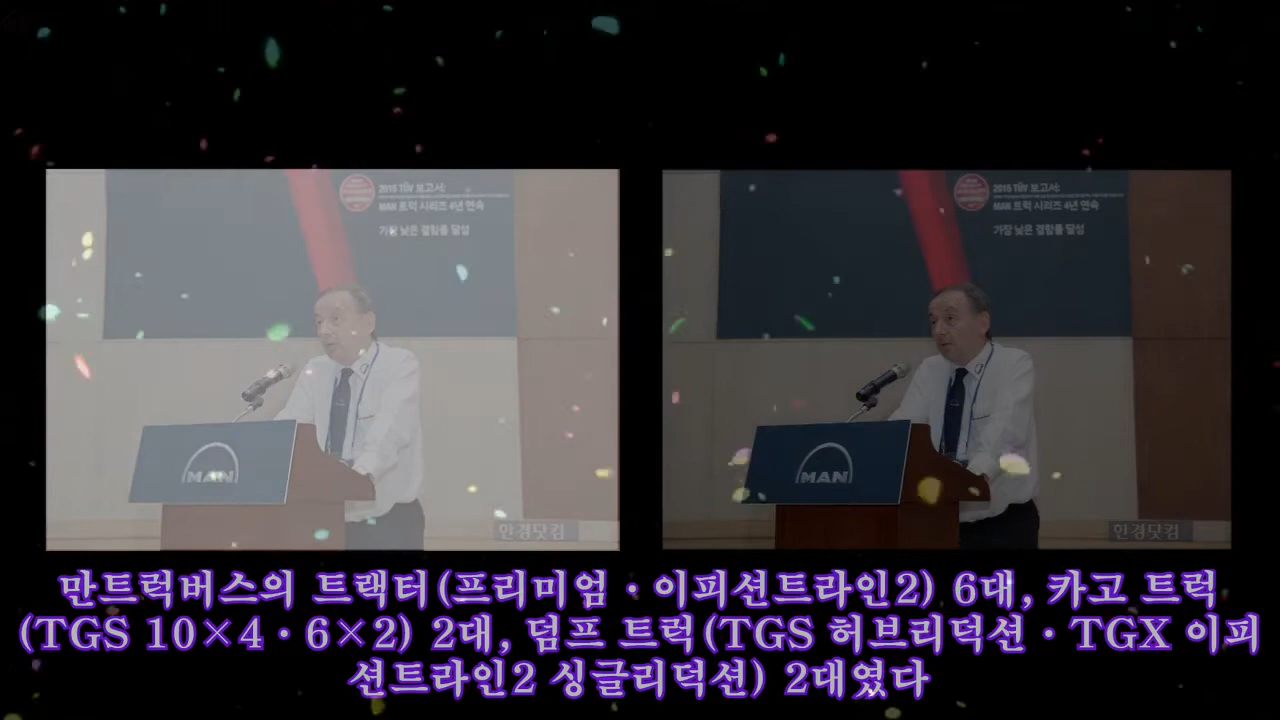 2015 TÜV 보고서:
MAN 트럭 시리즈 4년 연속
가장 낮은 결함률 달성
MAN
한경닷컴
2015 TÜV 보고서:
MAN 트럭 시리즈 4년 연속
가장 낮은 결함률 달성
MAN
한경닷컴
만트럭버스의 트랙터(프리미엄·이피션트라인2) 6대, 카고 트럭
(TGS 10×4·6×2) 2대, 덤프 트럭(TGS 허브리덕션·TGX 이피
션트라인2 싱글리덕션) 2대였다